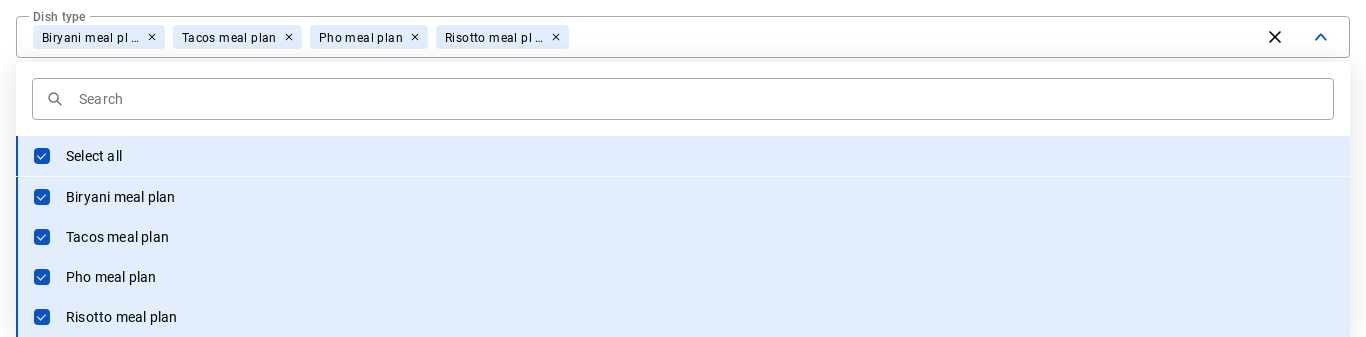 Dish type
Biryani meal pl … Tacos meal plan Pho meal plan Risotto meal pl …
Search
Select all
Biryani meal plan
Tacos meal plan
Pho meal plan
Risotto meal plan